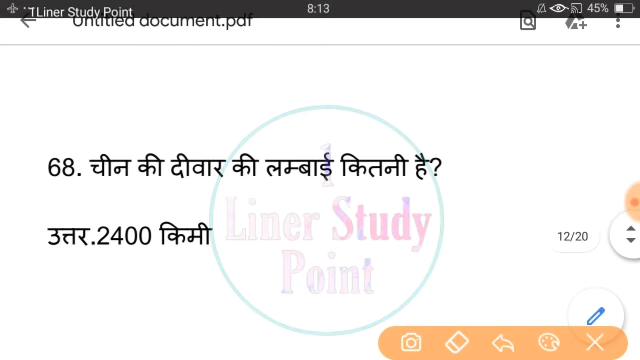 1Liner Study Point
8:13
45%
Untitled document.pdf
68. चीन की दीवार की लम्बाई कितनी है?
उत्तर.2400 किमी
1
Liner Study
Point
12/20